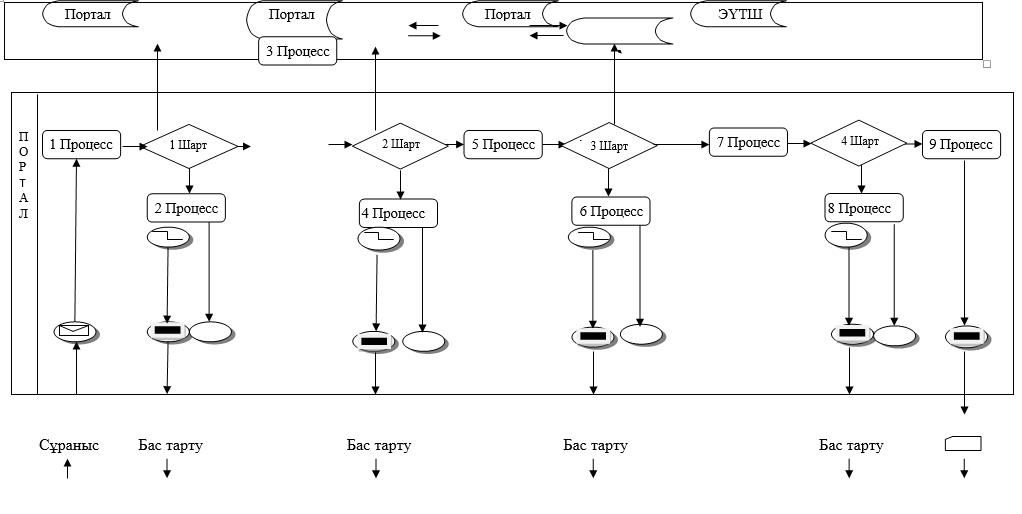 Портал Портал Портал ЭҮТШ
3 Процесс
ПОРТАЛ
1 Процесс 1 Шарт 2 Шарт 5 Процесс 3 Шарт 7 Процесс 4 Шарт 9 Процесс
2 Процесс 4 Процесс 6 Процесс 8 Процесс
Сұраныс Бас тарту Бас тарту Бас тарту Бас тарту